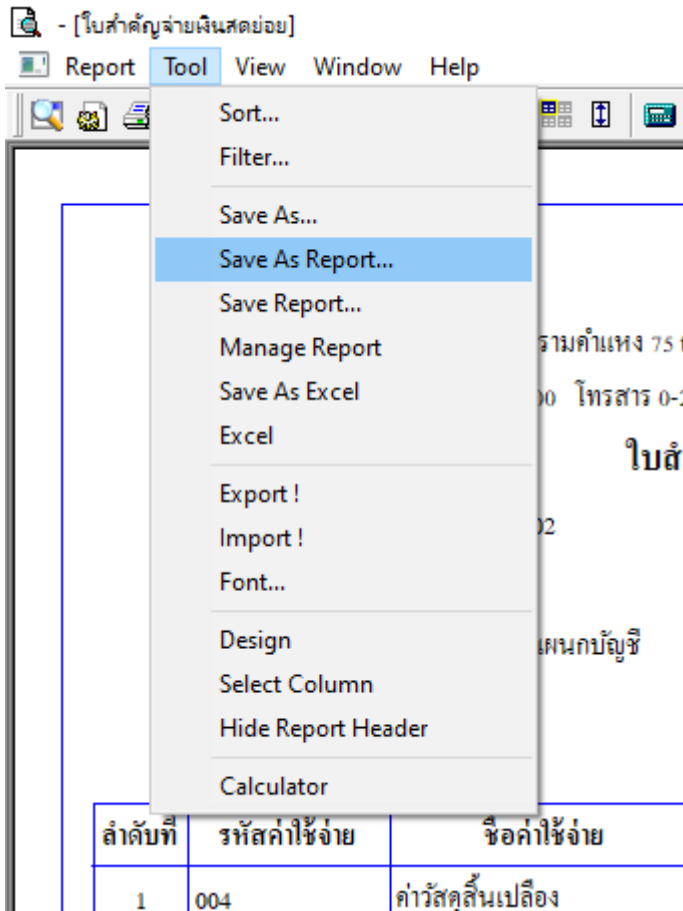 - [ใบสำคัญจ่ายเงินสดย่อย]
Report Tool View Window Help
Sort...
Filter...
Save As...
Save As Report...
Save Report...
Manage Report
Save As Excel
Excel
Export !
Import !
Font...
Design
Select Column
Hide Report Header
Calculator
รามคำแหง 75
00 โทรสาร 0-2
ใบสำ
02
แผนกบัญชี
ลำดับที่ รหัสค่าใช้จ่าย ชื่อค่าใช้จ่าย
1 004 ค่าวัสดุสิ้นเปลือง